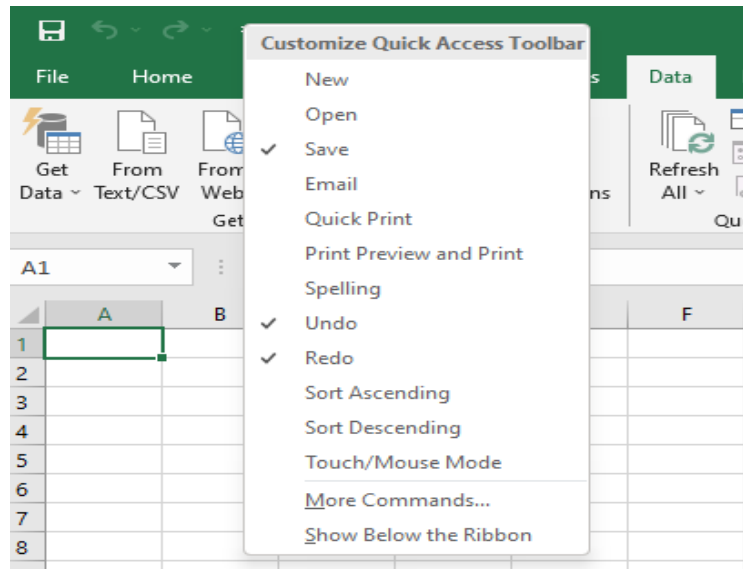 Customize Quick Access Toolbar
File Home s Data
New
Open
Save
Email
Quick Print
Print Preview and Print
Spelling
Undo
Redo
Sort Ascending
Sort Descending
Touch/Mouse Mode
More Commands...
Show Below the Ribbon
Get From From Refresh
Data Text/CSV Web ns All
Get Qu
A1
A B F
1
2
3
4
5
6
7
8